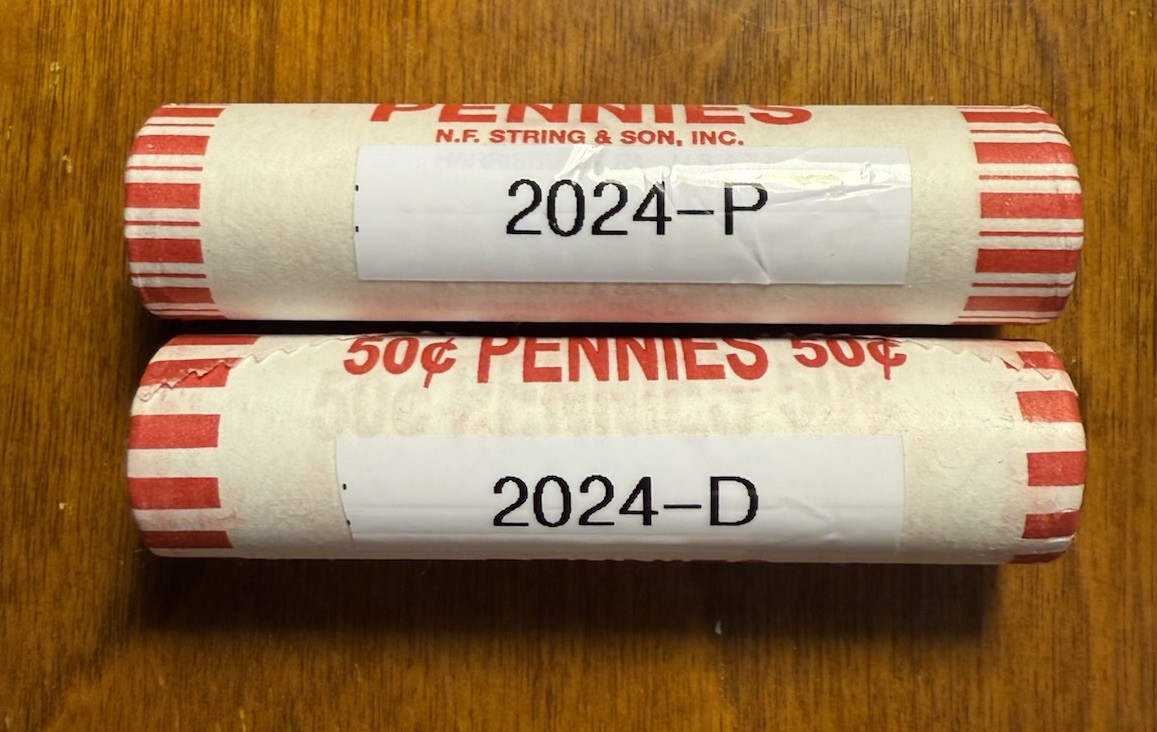 PENNIES
N.F. STRING & SON, INC.
2024-P
50¢ PENNIES 50¢
2024-D